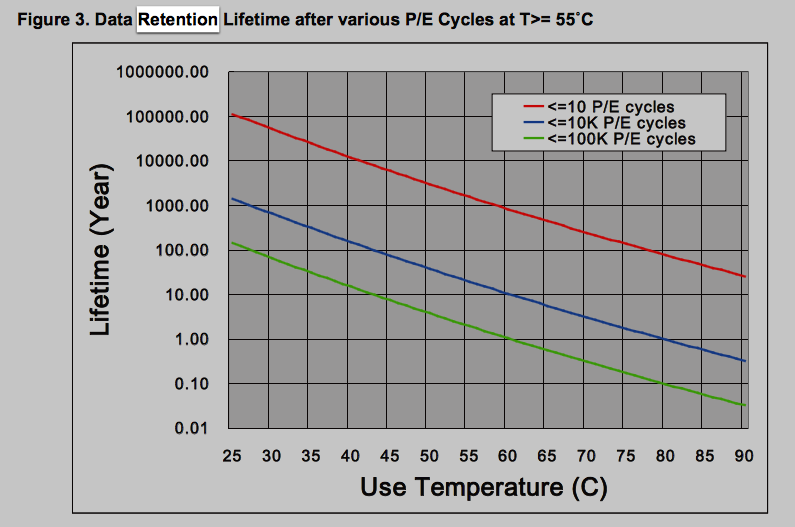 Figure 3. Data Retention Lifetime after various P/E Cycles at T>= 55°C
1000000.00
100000.00
10000.00
1000.00
100.00
10.00
1.00
0.10
0.01
Lifetime (Year)
<=10 P/E cycles
<=10K P/E cycles
<=100K P/E cycles
25 30 35 40 45 50 55 60 65 70 75 80 85 90
Use Temperature (C)